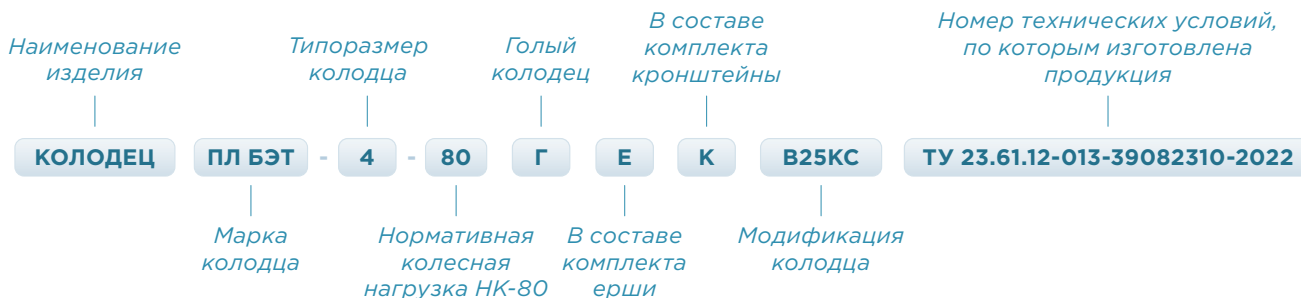 Наименование
изделия
Типоразмер
колодца
Голый
колодец
В составе
комплекта
кронштейны
Номер технических условий,
по которым изготовлена
продукция
КОЛОДЕЦ ПЛ БЭТ - 4 - 80 Г Е К В25КС ТУ 23.61.12-013-39082310-2022
Марка
колодца
Нормативная
колесная
нагрузка НК-80
В составе
комплекта
ерши
Модификация
колодца